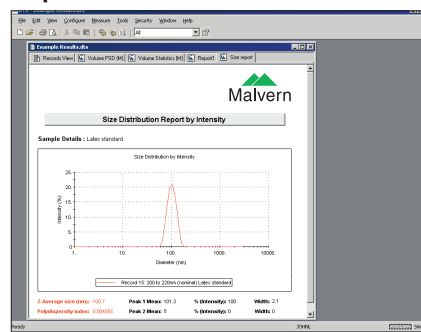 File Edit View Configure Measure Tools Security Window Help
All
Example Results.dts
Records View Volume PSD (M) Volume Statistics (M) Report1 Size report
Malvern
Size Distribution Report by Intensity
Sample Details : Latex standard
Size Distribution by Intensity
25.
20.
15.
10.
5.
0.
Intensity (%)
1. 10. 100. 1000. 10000.
Diameter (nm)
Record 15: 200 to 220nm (nominal) Latex standard
Z-Average size (nm): 100.7 Peak 1 Mean: 101.3 % (Intensity): 100 Width: 2.1
Polydispersity index: Peak 2 Mean: 0 % (Intensity): 0 Width: 0
Ready